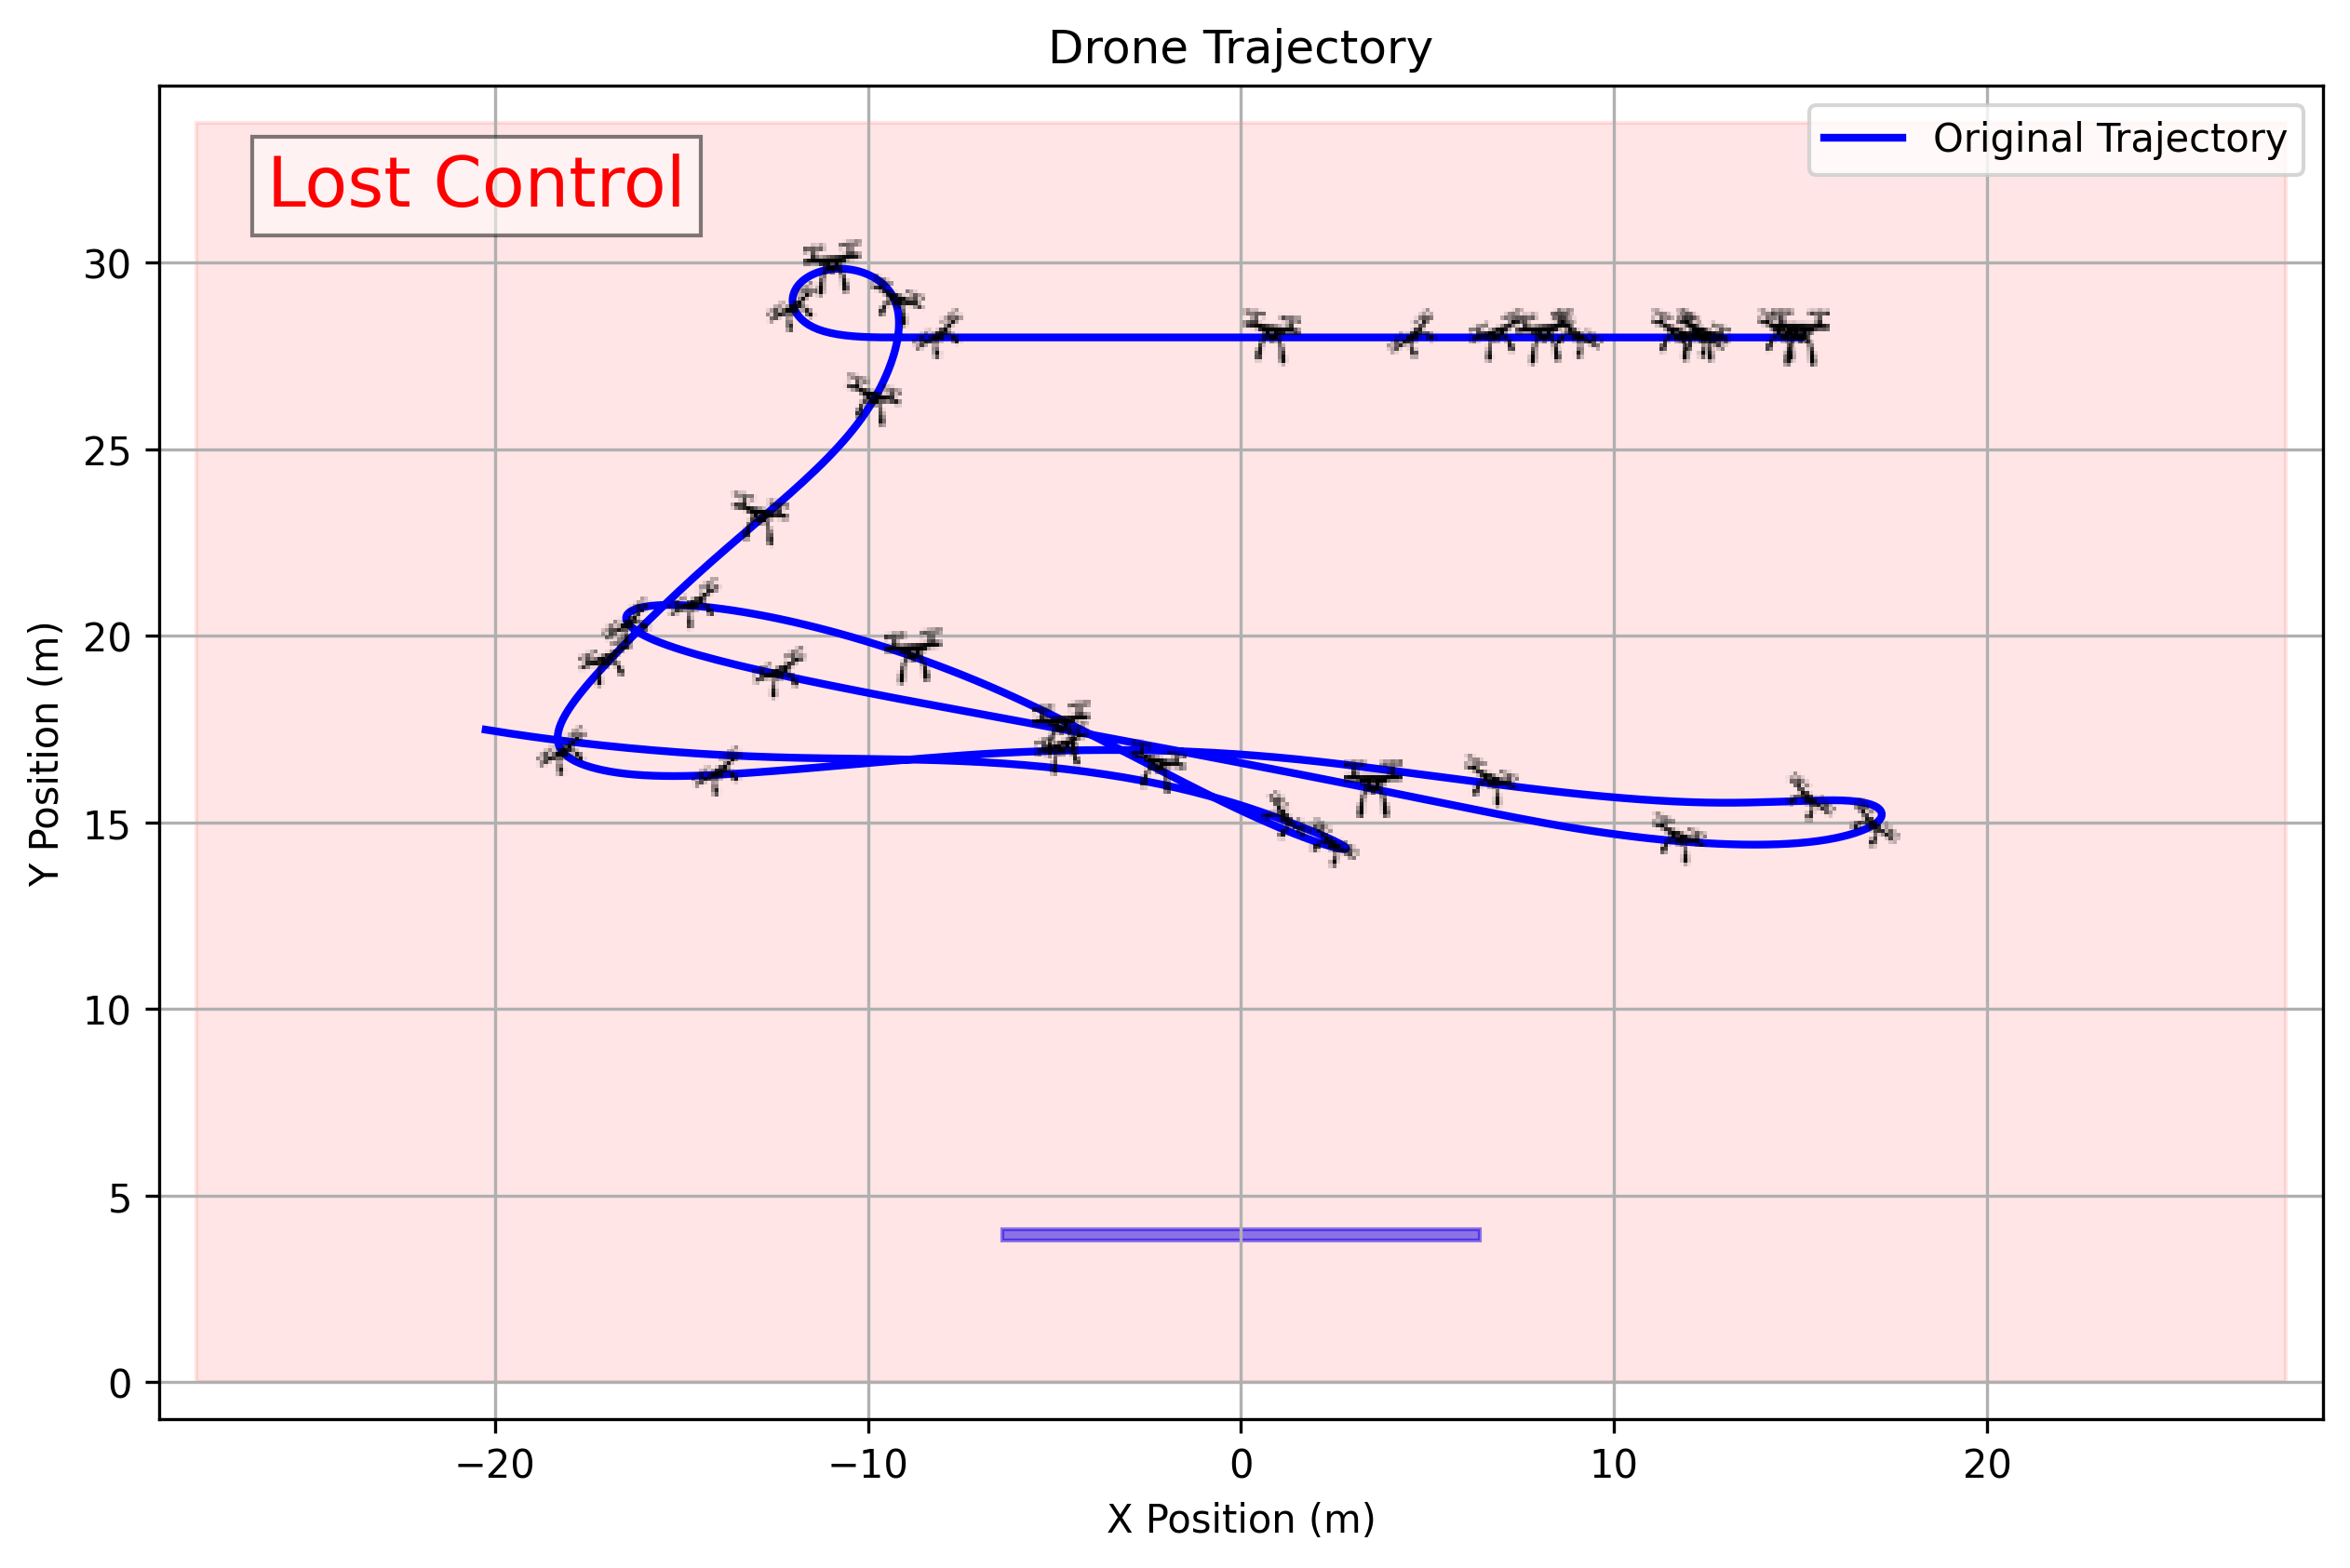 Drone Trajectory
Original Trajectory
Lost Control
Y Position (m)
30
25
20
15
10
5
0
−20
−10
0
10
20
X Position (m)